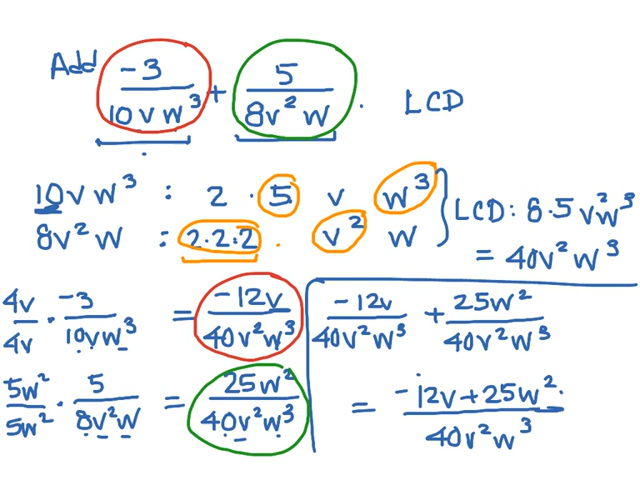 Add -3/10vw³ + 5/8v²w . LCD
10vw³ : 2 · 5 v w³
8v²w : 2·2·2 · v² w
LCD: 8·5v²w³
= 40v²w³
4v/4v · -3/10vw³ = -12v/40v²w³
5w²/5w² · 5/8v²w = 25w²/40v²w³
-12v/40v²w³ + 25w²/40v²w³
= -12v+25w²/40v²w³